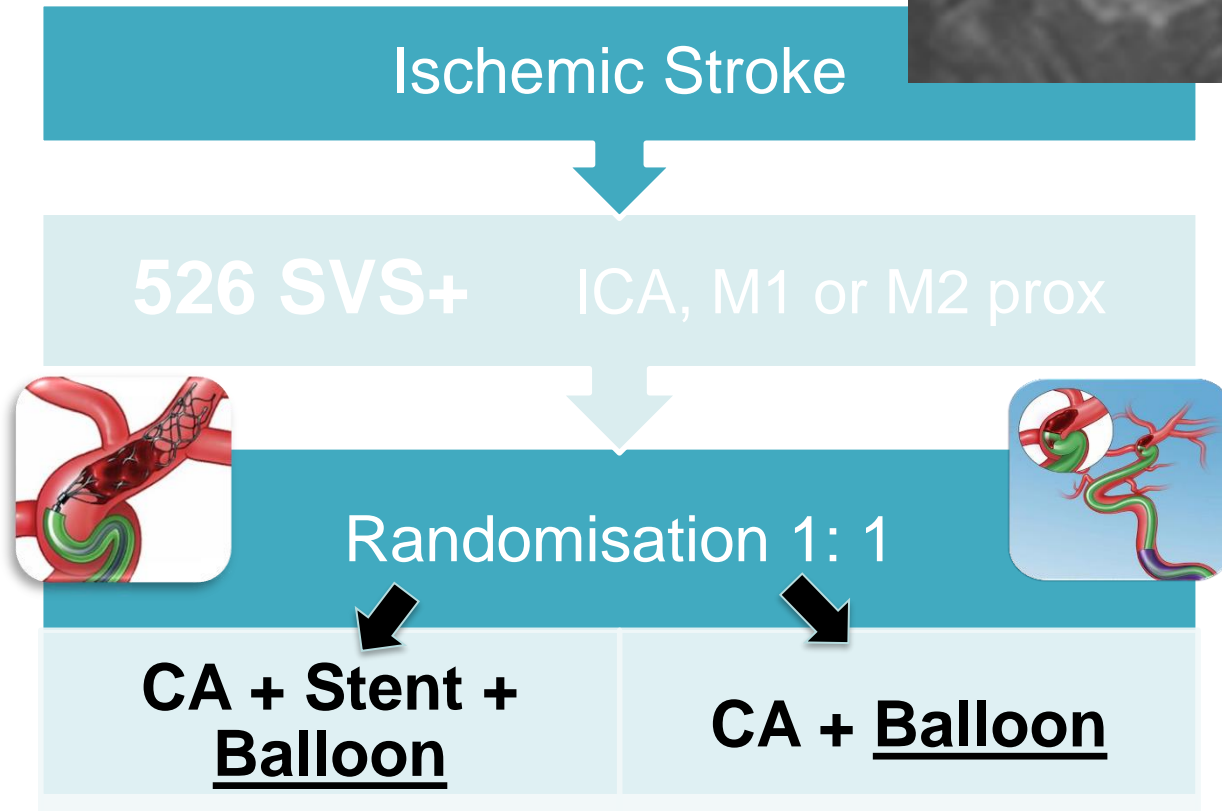 Ischemic Stroke
526 SVS+ ICA, M1 or M2 prox
Randomisation 1: 1
CA + Stent +
Balloon
CA + Balloon